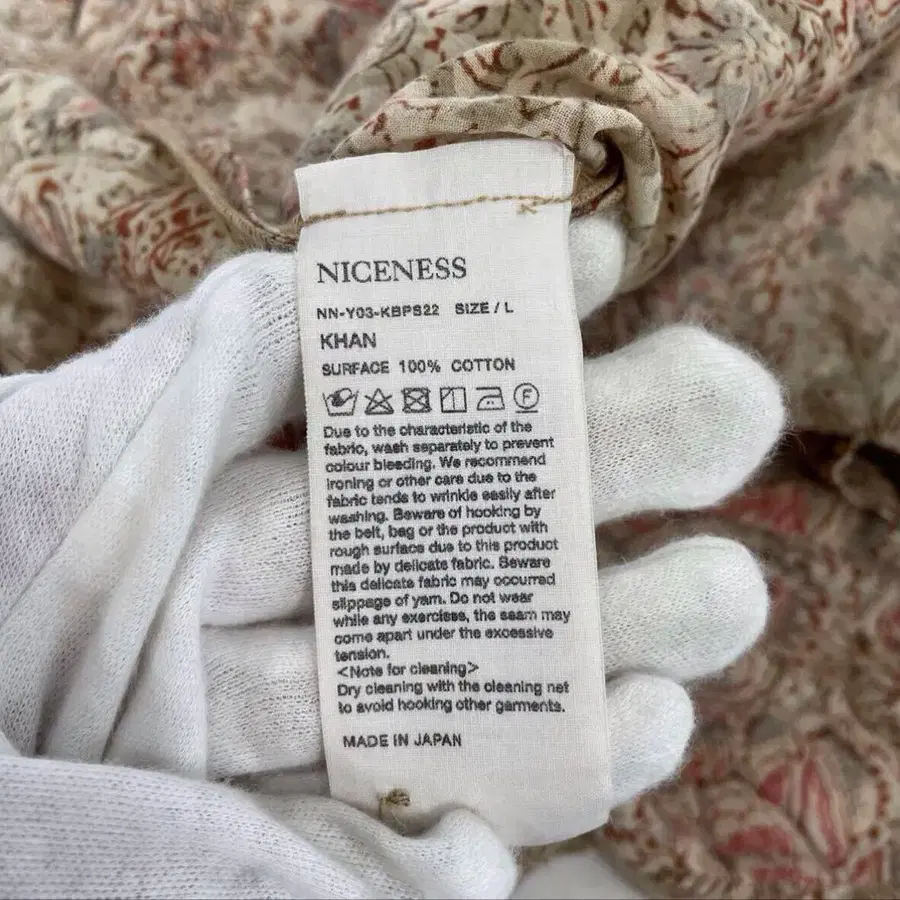 NICENESS
NN-Y03-KBPS22 SIZE / L
KHAN
SURFACE 100% COTTON
F
Due to the characteristic of the
fabric, wash separately to prevent
colour bleeding. We recommend
ironing or other care due to the
fabric tends to wrinkle easily after
washing. Beware of hooking by
the belt, bag or the product with
rough surface due to this product
made by delicate fabric. Beware
this delicate fabric may occurred
slippage of yarn. Do not wear
while any exercises, the seam may
come apart under the excessive
tension.
<Note for cleaning>
Dry cleaning with the cleaning net
to avoid hooking other garments.
MADE IN JAPAN